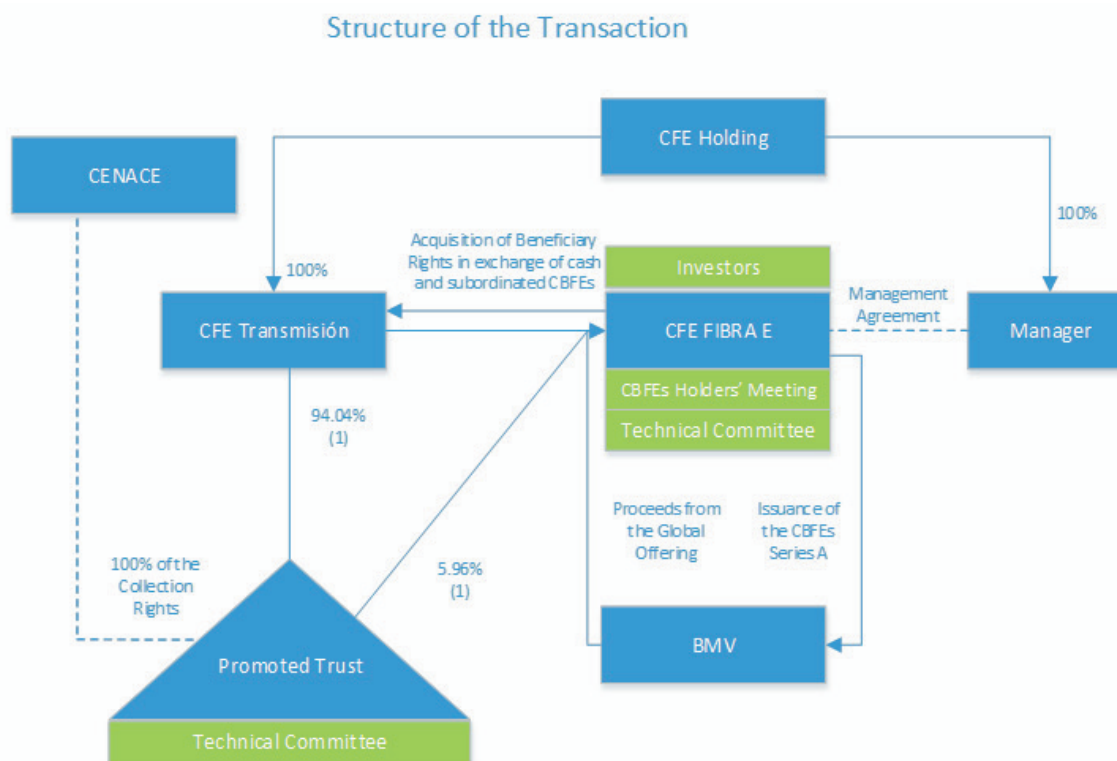 Structure of the Transaction
CFE Holding
CENACE
100%
Acquisition of Beneficiary
Rights in exchange of cash
and subordinated CBFEs
100%
Investors
Management
Agreement
CFE Transmisión
CFE FIBRA E
Manager
CBFEs Holders' Meeting
Technical Committee
94.04%
(1)
Proceeds from
the Global
Offering
Issuance of
the CBFEs
Series A
100% of the
Collection
Rights
5.96%
(1)
BMV
Promoted Trust
Technical Committee